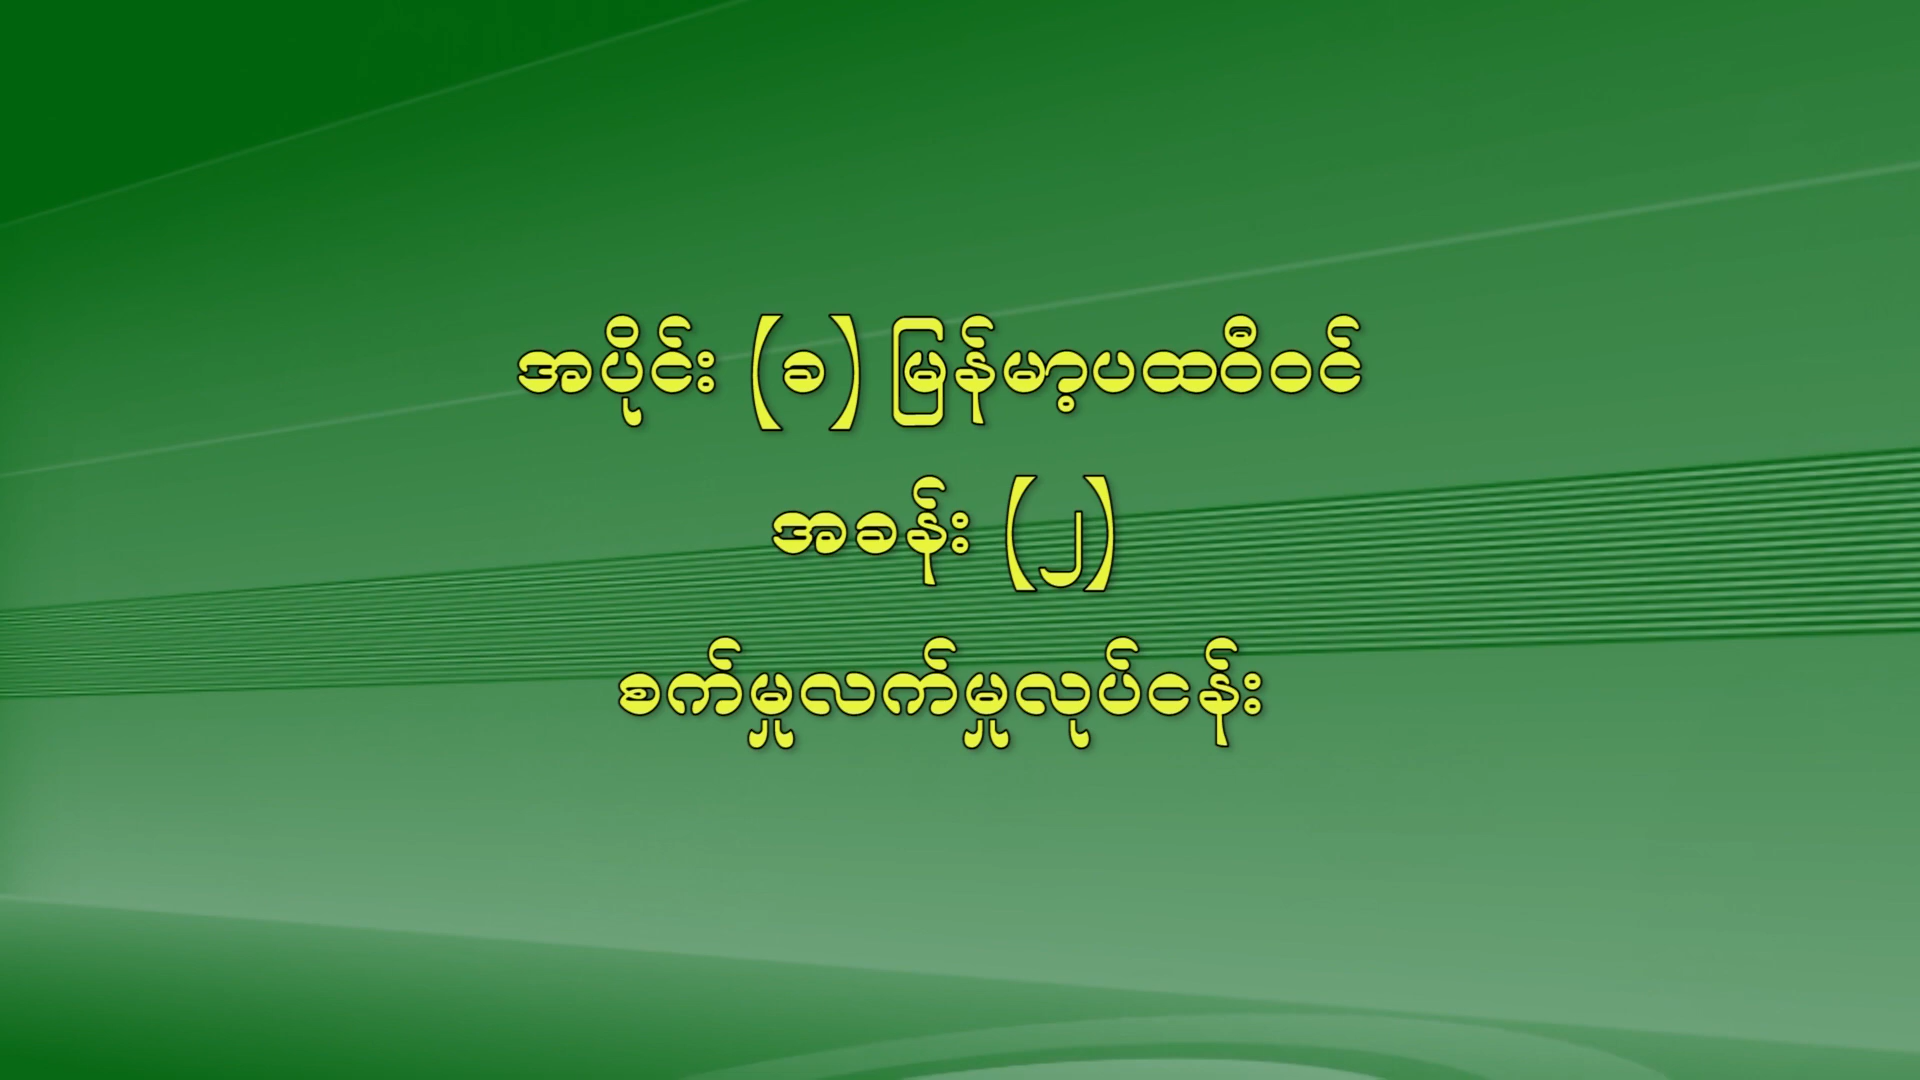 အပိုင်း (ခ) မြန်မာ့ပထဝီဝင်
အခန်း (၂)
စက်မှုလက်မှုလုပ်ငန်း